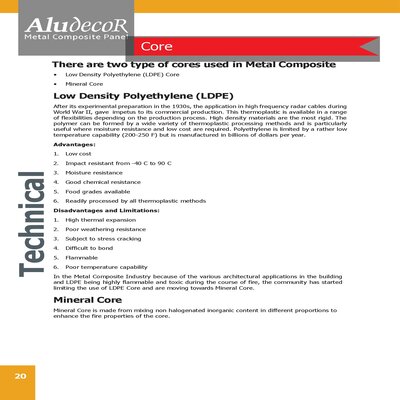 AludecoR
Metal Composite Panel
Core
There are two type of cores used in Metal Composite
• Low Density Polyethylene (LDPE) Core
• Mineral Core
Low Density Polyethylene (LDPE)
After its experimental preparation in the 1930s, the application in high frequency radar cables during
World War II, gave impetus to its commercial production. This thermoplastic is available in a range
of flexibilities depending on the production process. High density materials are the most rigid. The
polymer can be formed by a wide variety of thermoplastic processing methods and is particularly
useful where moisture resistance and low cost are required. Polyethylene is limited by a rather low
temperature capability (200-250 F) but is manufactured in billions of dollars per year.
Advantages:
1. Low cost
2. Impact resistant from -40 C to 90 C
3. Moisture resistance
4. Good chemical resistance
5. Food grades available
6. Readily processed by all thermoplastic methods
Disadvantages and Limitations:
1. High thermal expansion
2. Poor weathering resistance
3. Subject to stress cracking
4. Difficult to bond
5. Flammable
6. Poor temperature capability
In the Metal Composite Industry because of the various architectural applications in the building
and LDPE being highly flammable and toxic during the course of fire, the community has started
limiting the use of LDPE Core and are moving towards Mineral Core.
Mineral Core
Mineral Core is made from mixing non halogenated inorganic content in different proportions to
enhance the fire properties of the core.
Technical
20